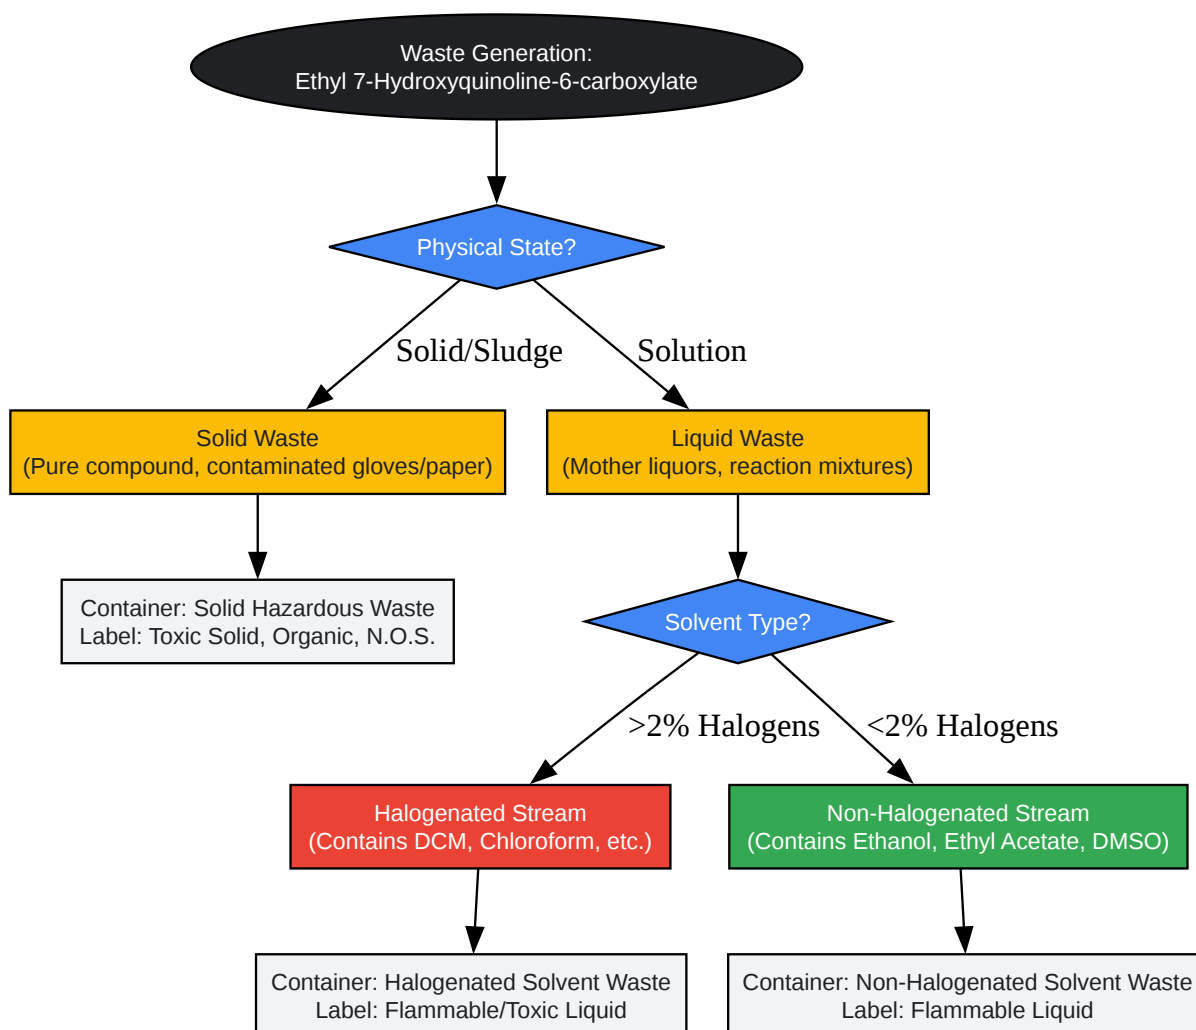 Waste Generation:
Ethyl 7-Hydroxyquinoline-6-carboxylate
Physical State?
Solid/Sludge
Solution
Solid Waste
(Pure compound, contaminated gloves/paper)
Liquid Waste
(Mother liquors, reaction mixtures)
Container: Solid Hazardous Waste
Label: Toxic Solid, Organic, N.O.S.
Solvent Type?
>2% Halogens
<2% Halogens
Halogenated Stream
(Contains DCM, Chloroform, etc.)
Non-Halogenated Stream
(Contains Ethanol, Ethyl Acetate, DMSO)
Container: Halogenated Solvent Waste
Label: Flammable/Toxic Liquid
Container: Non-Halogenated Solvent Waste
Label: Flammable Liquid